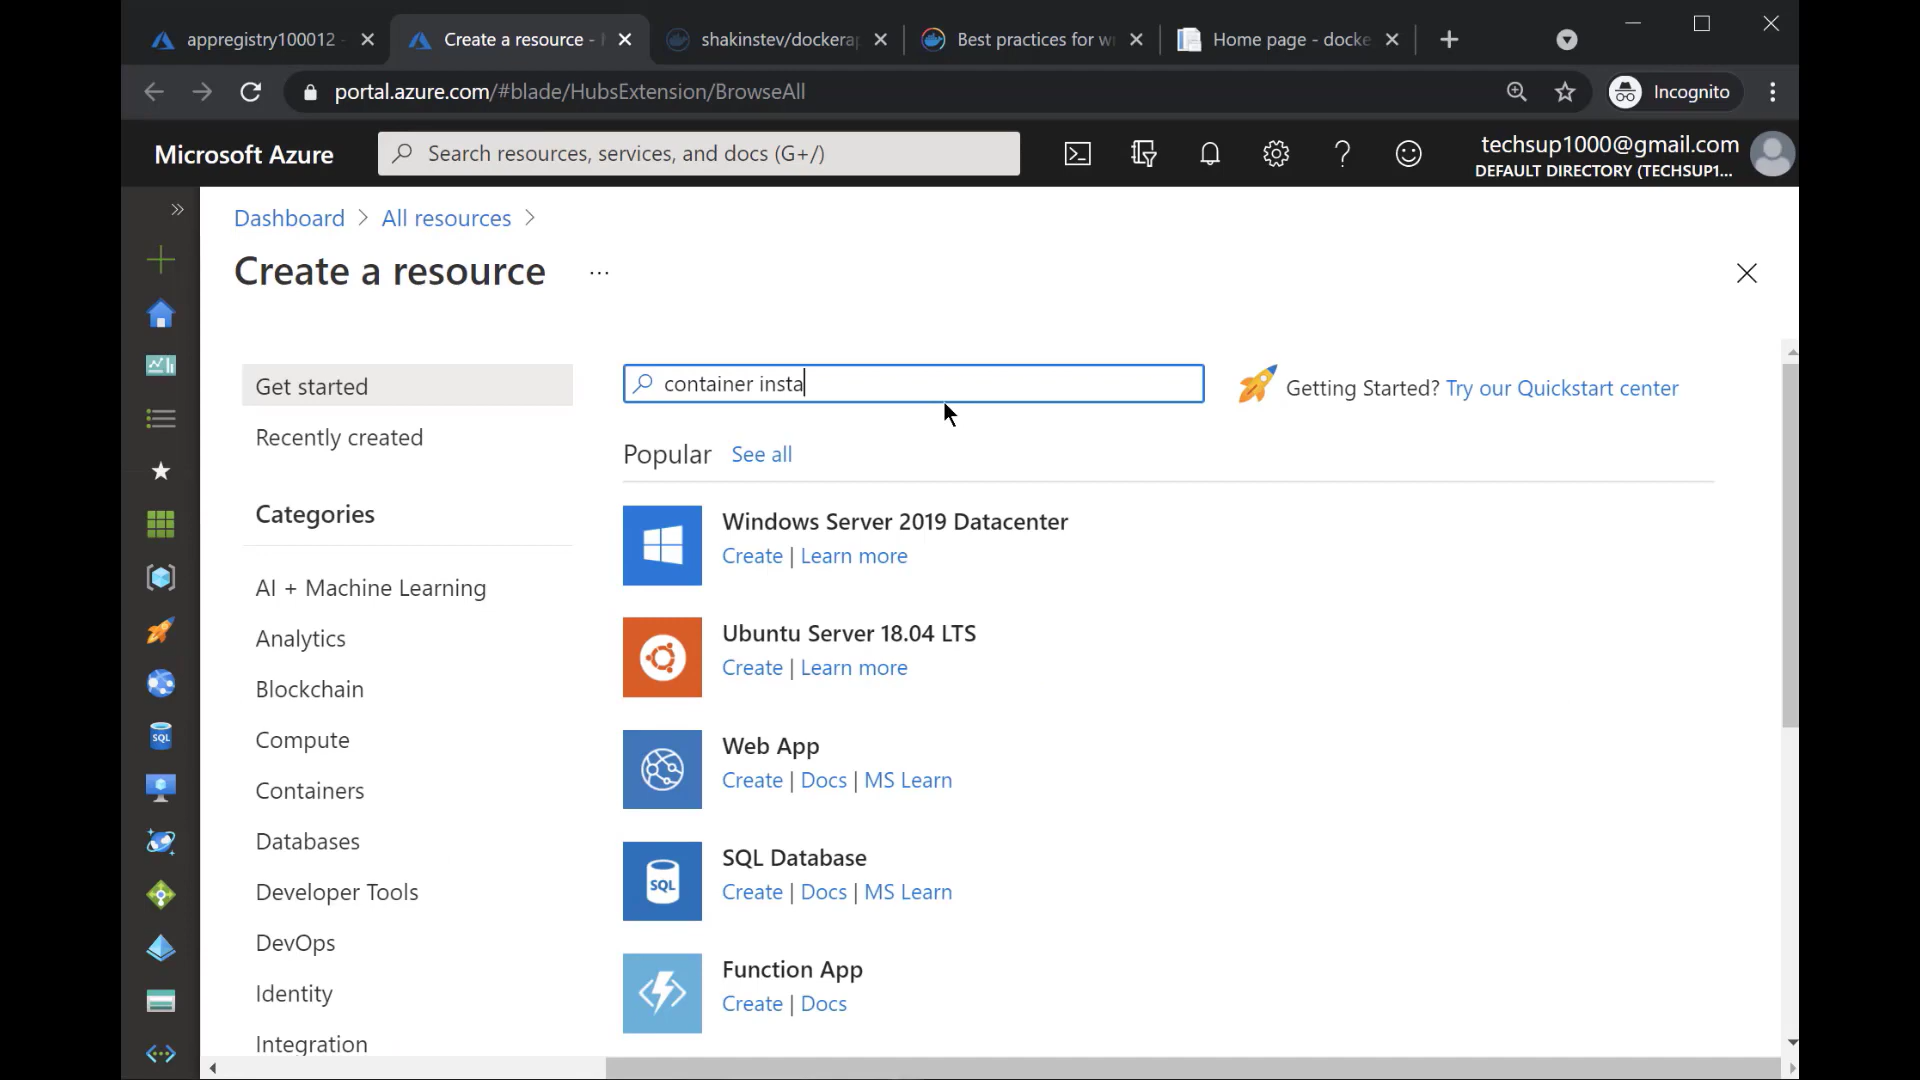 appregistry100012 -
Create a resource -
shakinstev/dockerap
Best practices for w
Home page - docke
portal.azure.com/#blade/HubsExtension/BrowseAll
Incognito
Microsoft Azure
Search resources, services, and docs (G+/)
techsup1000@gmail.com
DEFAULT DIRECTORY (TECHSUP1...
Dashboard > All resources >
Create a resource ...
Get started
Recently created
Categories
AI + Machine Learning
Analytics
Blockchain
Compute
Containers
Databases
Developer Tools
DevOps
Identity
Integration
container insta
Getting Started? Try our Quickstart center
Popular See all
Windows Server 2019 Datacenter
Create | Learn more
Ubuntu Server 18.04 LTS
Create | Learn more
Web App
Create | Docs | MS Learn
SQL
SQL Database
Create | Docs | MS Learn
Function App
Create | Docs
SQL